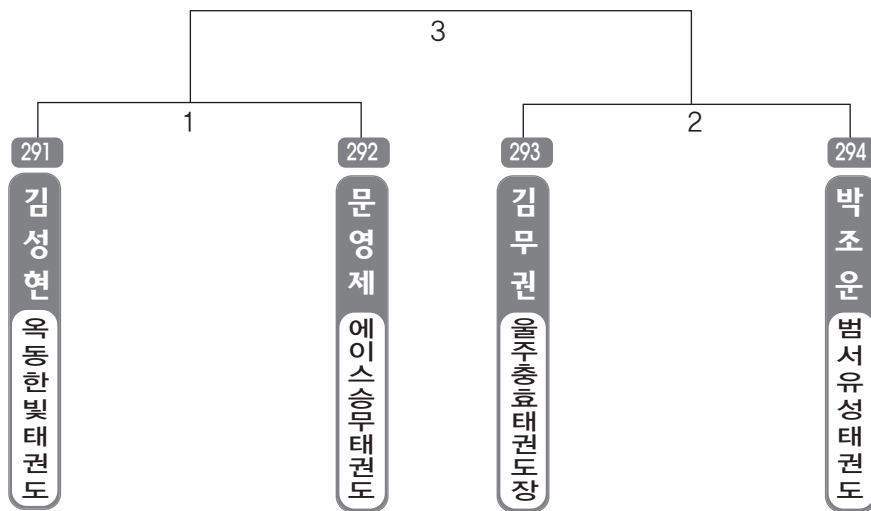 3
1
2
291
292
293
294
김성현
문영제
김무권
박조운
옥동한빛태권도
에이스승무태권도
울주충효태권도장
범서유성태권도